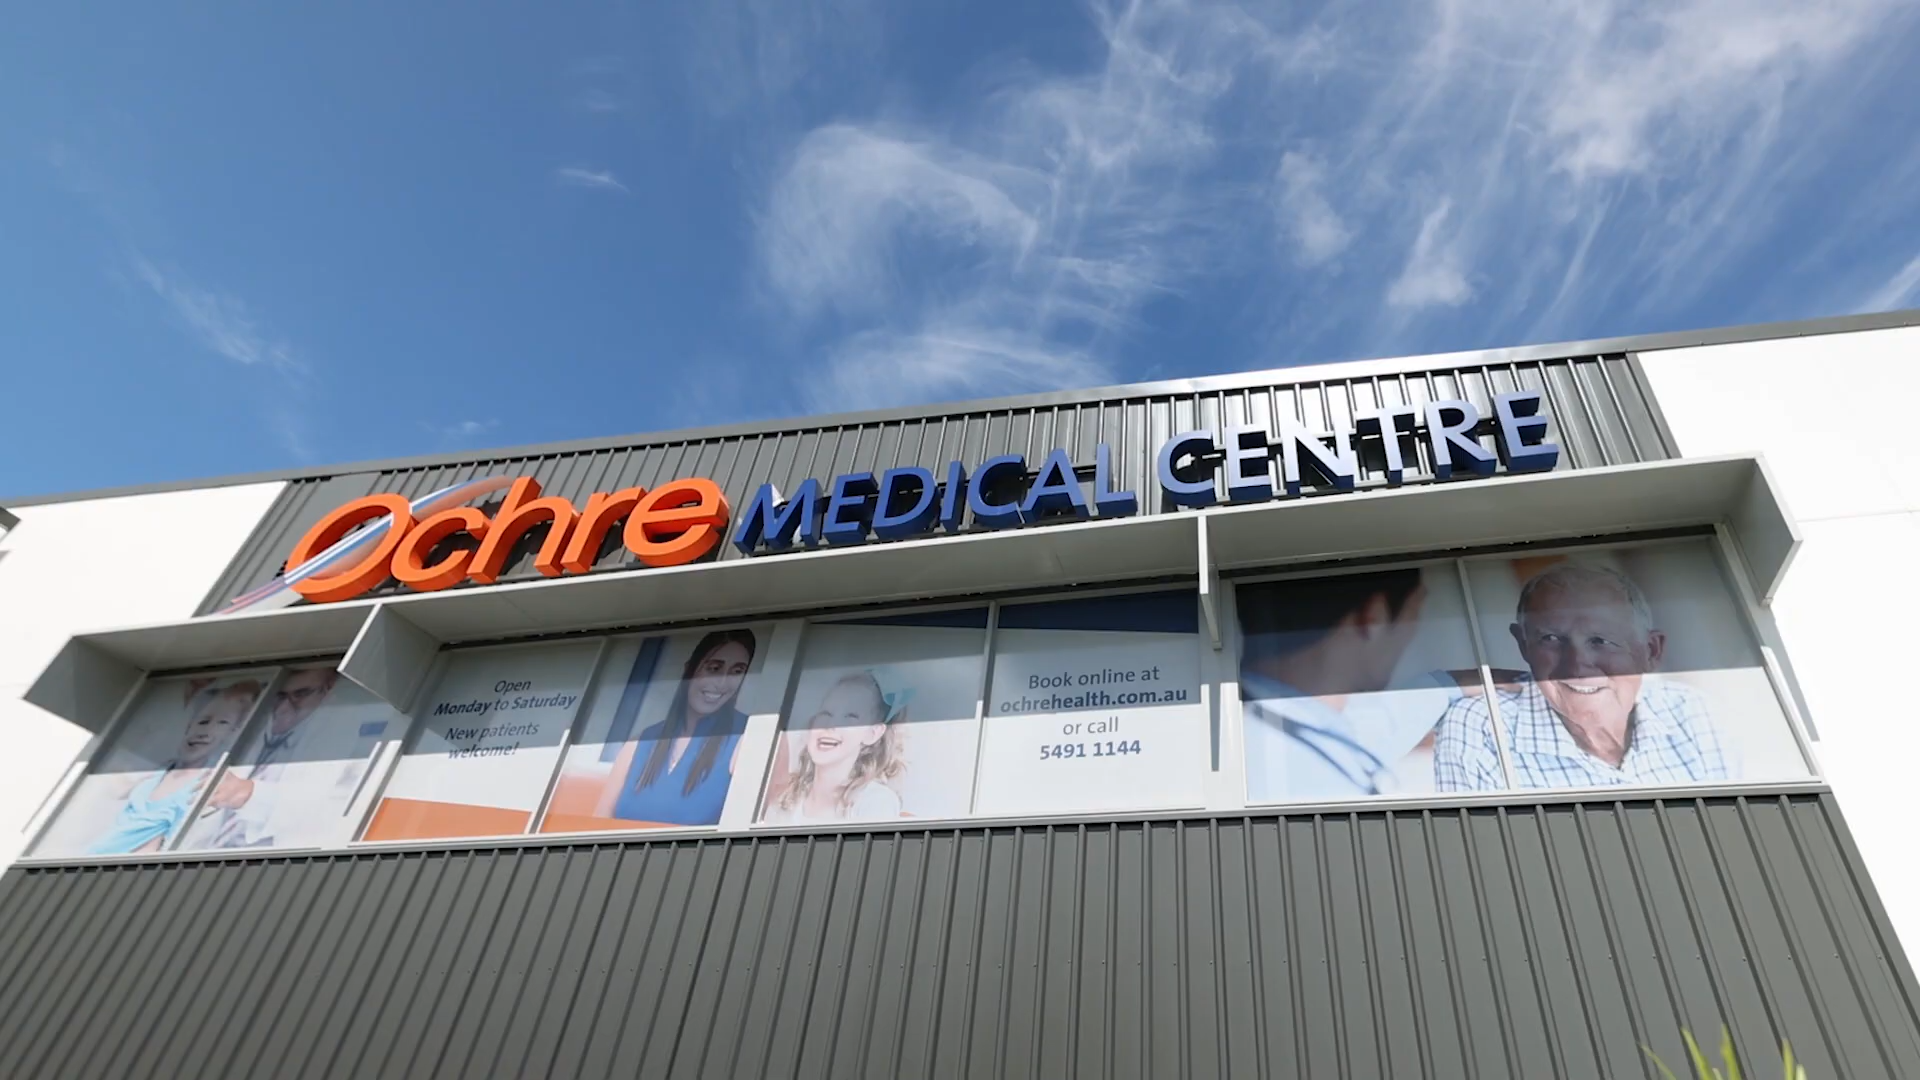 Ochre MEDICAL CENTRE
Open
Monday to Saturday
New patients
welcome!
Book online at
ochrehealth.com.au
or call
5491 1144